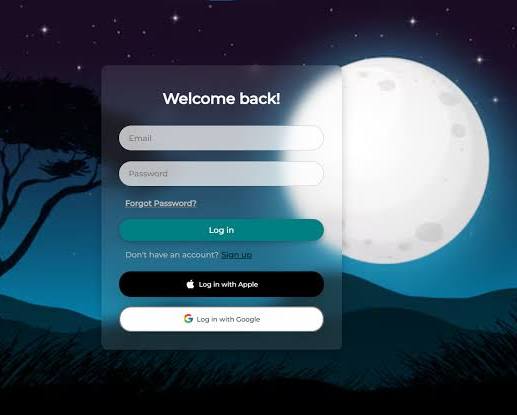 Welcome back!
Email
Password
Forgot Password?
Log in
Don't have an account? Sign up
Log in with Apple
Log in with Google